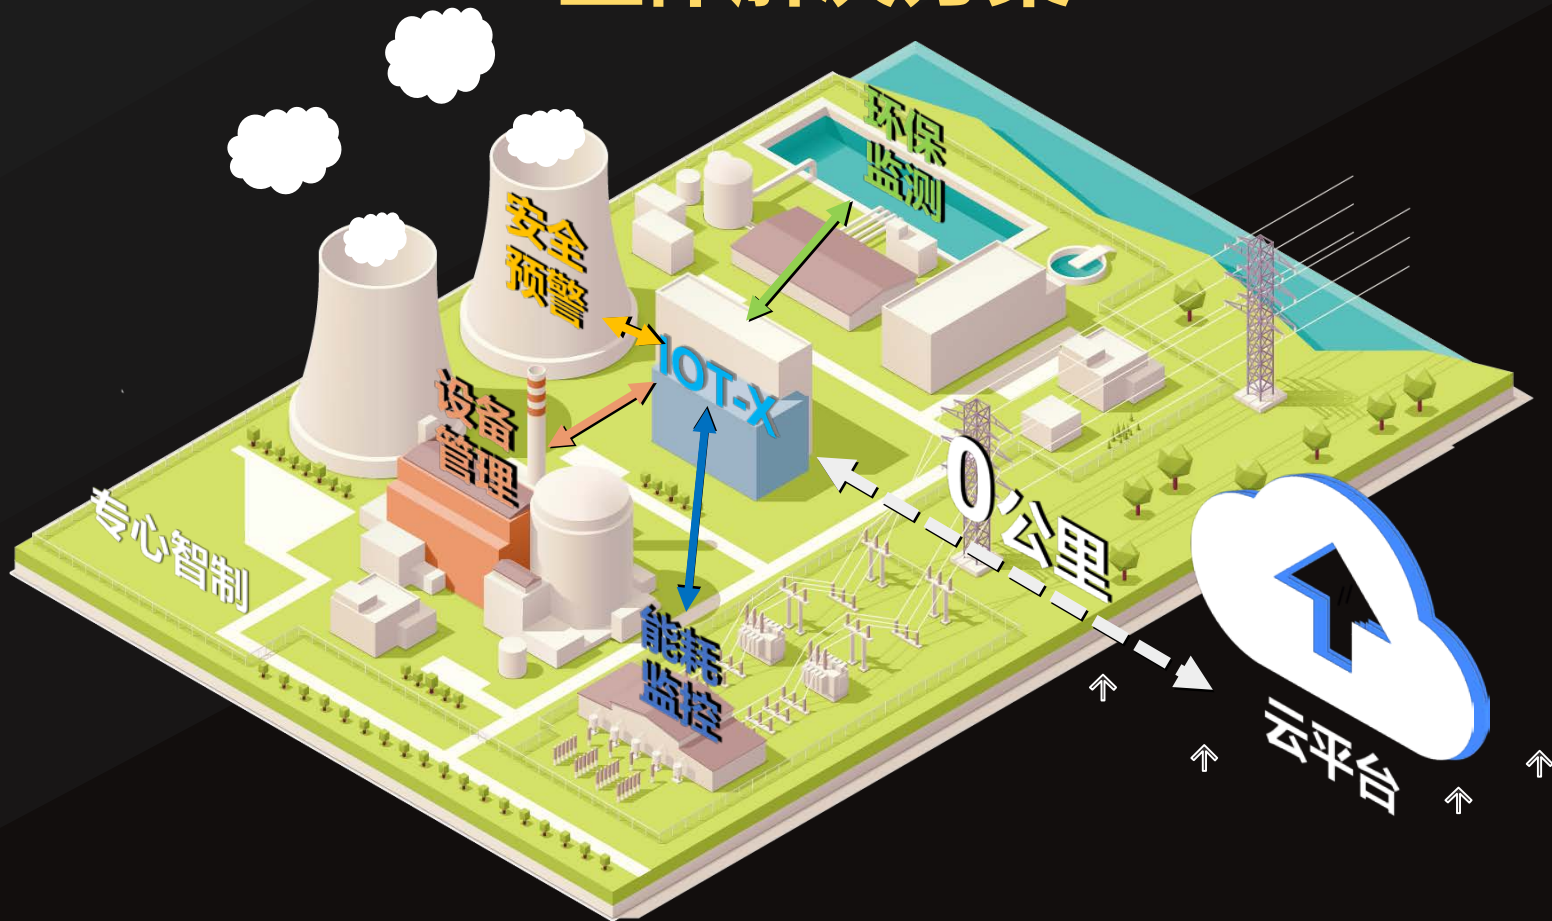 环保
监测
安全
预警
IOT-X
设备
管理
0公里
专心智制
能耗
监控
云平台